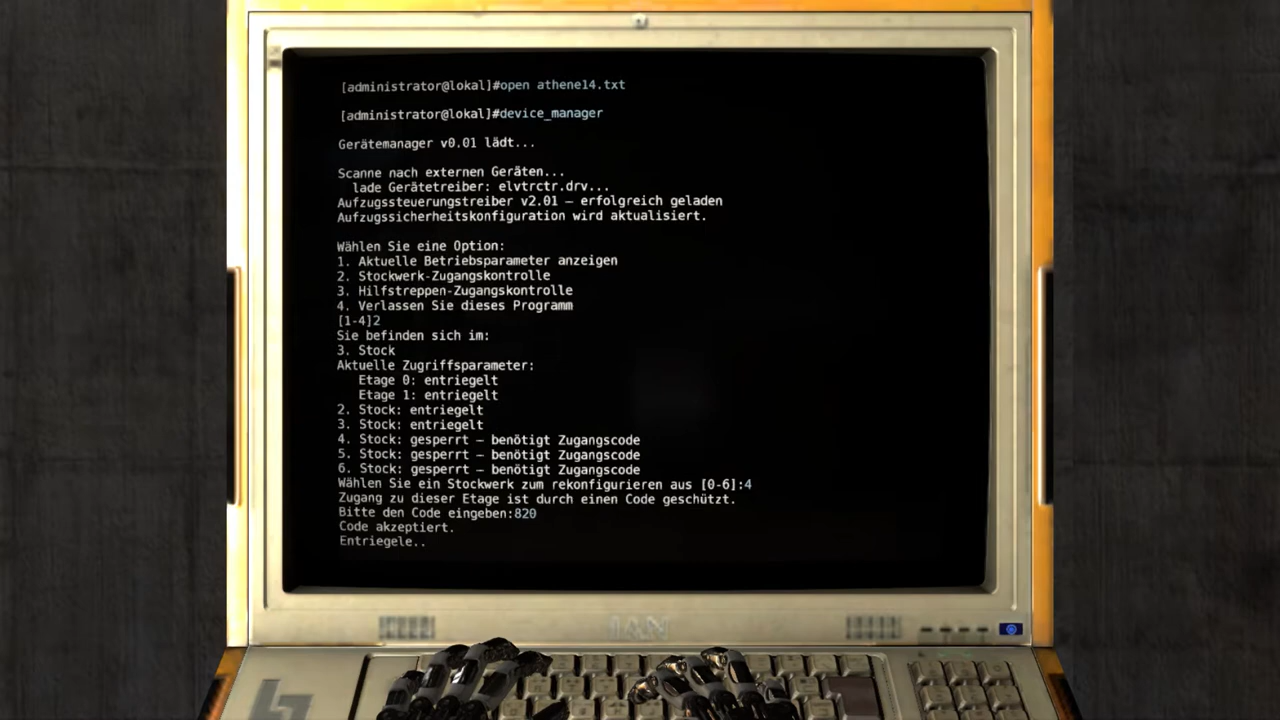 [administrator@lokal]#open athene14.txt
[administrator@lokal]#device_manager
Gerätemanager v0.01 lädt...
Scanne nach externen Geräten...
lade Gerätetreiber: elvtrctr.drv...
Aufzugssteuerungstreiber v2.01 – erfolgreich geladen
Aufzugssicherheitskonfiguration wird aktualisiert.
Wählen Sie eine Option:
1. Aktuelle Betriebsparameter anzeigen
2. Stockwerk-Zugangskontrolle
3. Hilfstreppen-Zugangskontrolle
4. Verlassen Sie dieses Programm
[1-4]2
Sie befinden sich im:
3. Stock
Aktuelle Zugriffsparameter:
Etage 0: entriegelt
Etage 1: entriegelt
2. Stock: entriegelt
3. Stock: entriegelt
4. Stock: gesperrt – benötigt Zugangscode
5. Stock: gesperrt – benötigt Zugangscode
6. Stock: gesperrt – benötigt Zugangscode
Wählen Sie ein Stockwerk zum rekonfigurieren aus [0-6]:4
Zugang zu dieser Etage ist durch einen Code geschützt.
Bitte den Code eingeben:820
Code akzeptiert.
Entriegele..
IAN